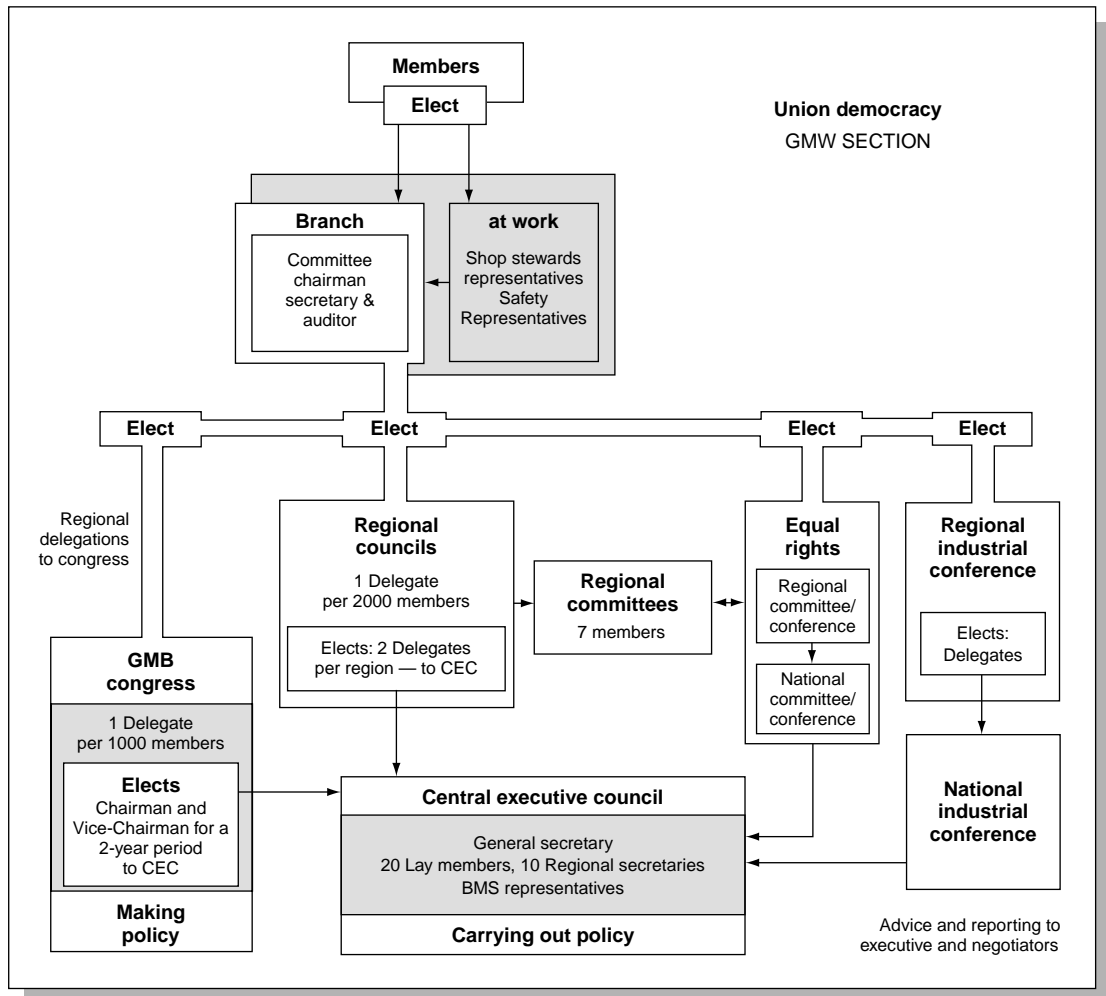 Members
Elect
Union democracy
GMW SECTION
Branch
Committee
chairman
secretary &
auditor
at work
Shop stewards
representatives
Safety
Representatives
Elect
Elect
Elect
Elect
Regional
delegations
to congress
Regional
councils
1 Delegate
per 2000 members
Elects: 2 Delegates
per region — to CEC
Regional
committees
7 members
Equal
rights
Regional
committee/
conference
National
committee/
conference
Regional
industrial
conference
Elects:
Delegates
GMB
congress
1 Delegate
per 1000 members
Elects
Chairman and
Vice-Chairman for a
2-year period
to CEC
Making
policy
Central executive council
General secretary
20 Lay members, 10 Regional secretaries
BMS representatives
Carrying out policy
National
industrial
conference
Advice and reporting to
executive and negotiators